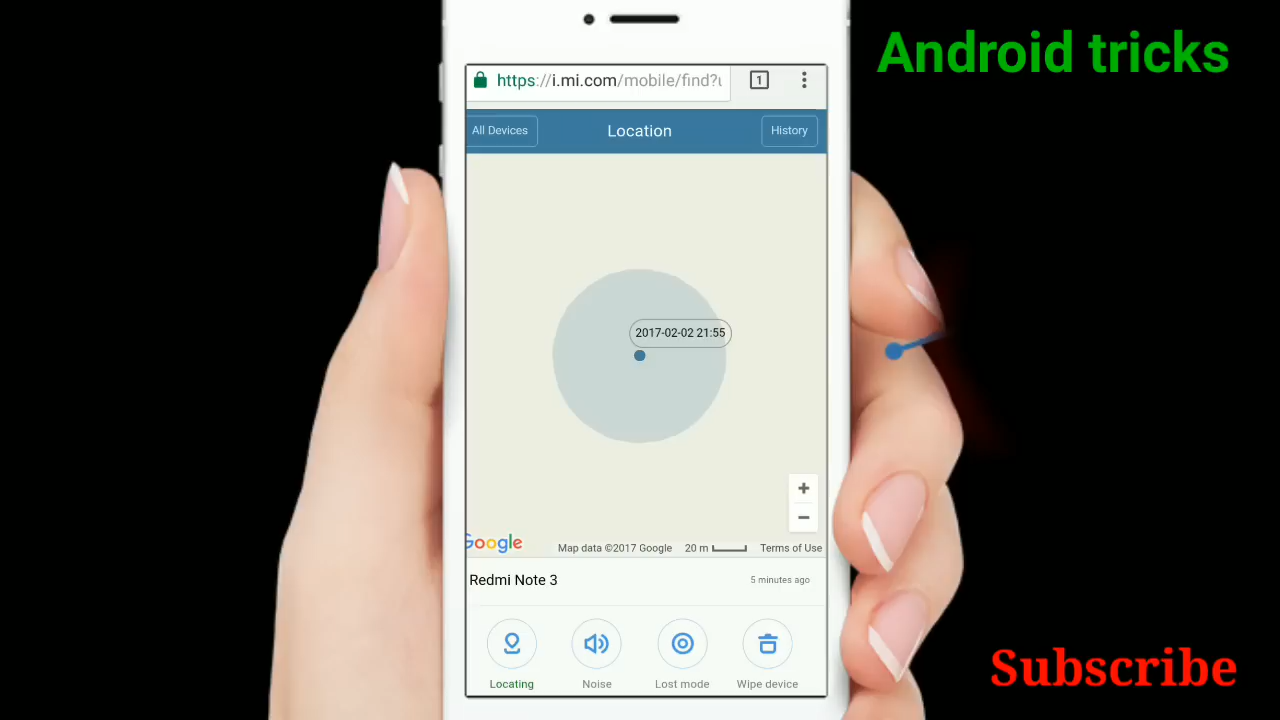 Android tricks
https://i.mi.com/mobile/find?u
1
All Devices
Location
History
2017-02-02 21:55
+
−
Google
Map data ©2017 Google
20 m
Terms of Use
Redmi Note 3
5 minutes ago
Locating
Noise
Lost mode
Wipe device
Subscribe